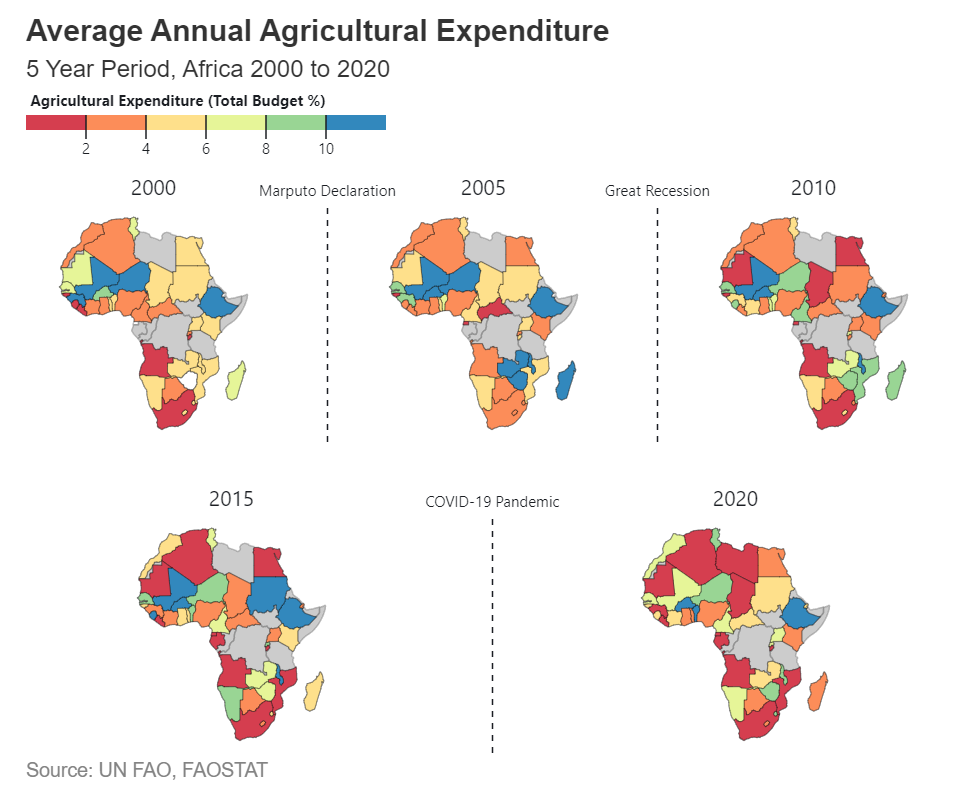 Average Annual Agricultural Expenditure
5 Year Period, Africa 2000 to 2020
Agricultural Expenditure (Total Budget %)
2 4 6 8 10
2000 Marputo Declaration 2005 Great Recession 2010
2015 COVID-19 Pandemic 2020
Source: UN FAO, FAOSTAT